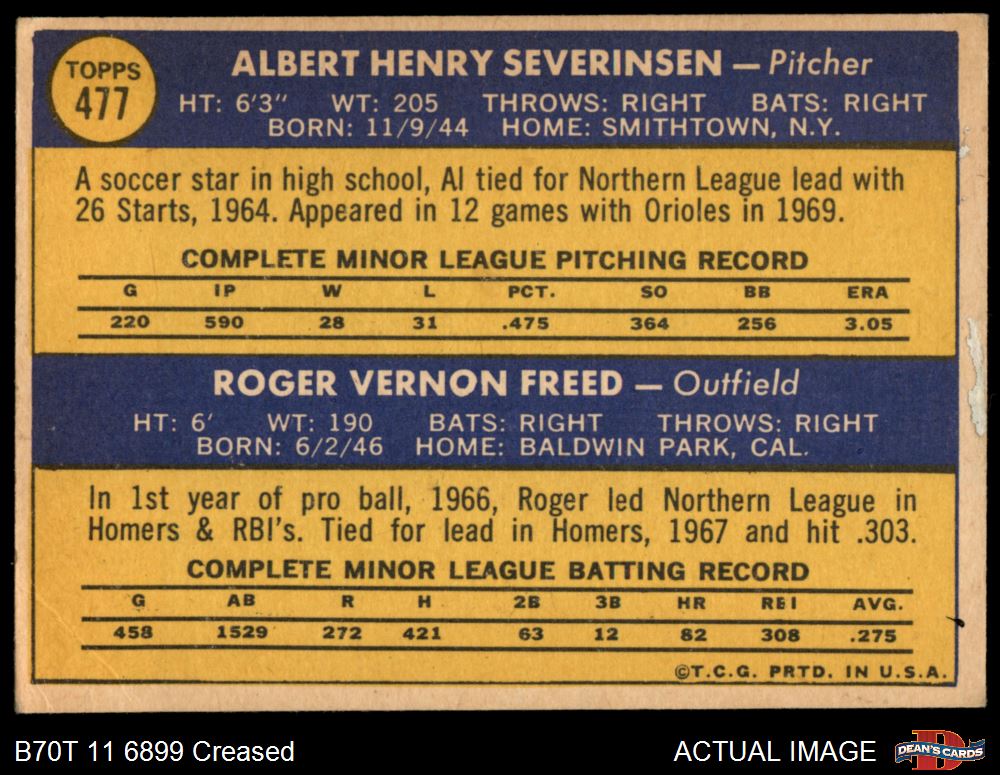 TOPPS
477
ALBERT HENRY SEVERINSEN — Pitcher
HT: 6'3" WT: 205 THROWS: RIGHT BATS: RIGHT
BORN: 11/9/44 HOME: SMITHTOWN, N.Y.
A soccer star in high school, Al tied for Northern League lead with
26 Starts, 1964. Appeared in 12 games with Orioles in 1969.
COMPLETE MINOR LEAGUE PITCHING RECORD
G IP W L PCT. SO BB ERA
220 590 28 31 .475 364 256 3.05
ROGER VERNON FREED — Outfield
HT: 6' WT: 190 BATS: RIGHT THROWS: RIGHT
BORN: 6/2/46 HOME: BALDWIN PARK, CAL.
In 1st year of pro ball, 1966, Roger led Northern League in
Homers & RBI's. Tied for lead in Homers, 1967 and hit .303.
COMPLETE MINOR LEAGUE BATTING RECORD
G AB R H 2B 3B HR RBI AVG.
458 1529 272 421 63 12 82 308 .275
©T.C.G. PRTD. IN U.S.A.
B70T 11 6899 Creased
ACTUAL IMAGE
D
DEAN'S CARDS